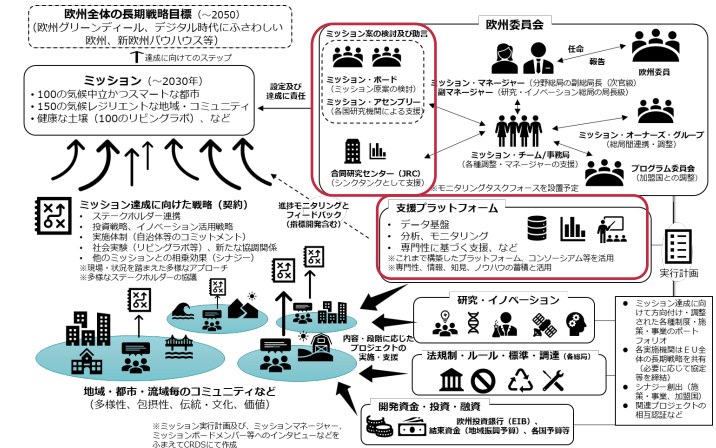 欧州全体の長期戦略目標（～2050）
（欧州グリーンディール、デジタル時代にふさわしい
欧州、新欧州バウハウス等）
達成に向けてのステップ
ミッション（～2030年）
・100の気候中立かつスマートな都市
・150の気候レジリエントな地域・コミュニティ
・健康な土壌（100のリビングラボ）、など
設定及び
達成に責任
ミッション案の検討及び助言
ミッション・ボード
（ミッション原案の検討）
ミッション・アセンブリー
（各国研究機関による支援）
合同研究センター（JRC）
（シンクタンクとして支援）
欧州委員会
任命
報告
欧州委員
ミッション・マネージャー（分野総局の副総局長（次官級）
副マネージャー（研究・イノベーション総局の局長級）
ミッション・チーム/事務局
（各種調整・マネージャーの支援）
ミッション・オーナーズ・グループ
（総局間連携・調整）
プログラム委員会
（加盟国との調整）
※モニタリングタスクフォースを設置予定
ミッション達成に向けた戦略（契約）
・ステークホルダー連携
・投資戦略、イノベーション活用戦略
・実施体制（自治体等のコミットメント）
・社会実験（リビングラボ等）、新たな協調関係
・他のミッションとの相乗効果（シナジー）
※現場・状況を踏まえた多様なアプローチ
※多様なステークホルダーの協議
進捗モニタリングと
フィードバック
（指標開発含む）
支援プラットフォーム
・データ基盤
・分析、モニタリング
・専門性に基づく支援、など
※これまで構築したプラットフォーム、コンソーシアム等を活用
※専門性、情報、知見、ノウハウの蓄積と活用
実行計画
研究・イノベーション
内容・段階に応じた
プロジェクトの
実施・支援
法規制・ルール・標準・調達（各総局）
開発資金・投資・融資
欧州投資銀行（EIB）、
結束資金（地域振興予算）、各国予算等
● ミッション達成に向
けて方向付け・調整
された各種制度・施
策・事業のポート
フォリオ
● 各実施機関はＥＵ全
体の長期戦略を共有
（必要に応じて協定
等を締結）
● シナジー創出（施
策・事業、加盟国）
● 関連プロジェクトの
相互認証など
地域・都市・流域毎のコミュニティなど
（多様性、包摂性、伝統・文化、価値）
※ミッション実行計画及び、ミッションマネージャー、
ミッションボードメンバー等へのインタビューなどを
ふまえてCRDSにて作成